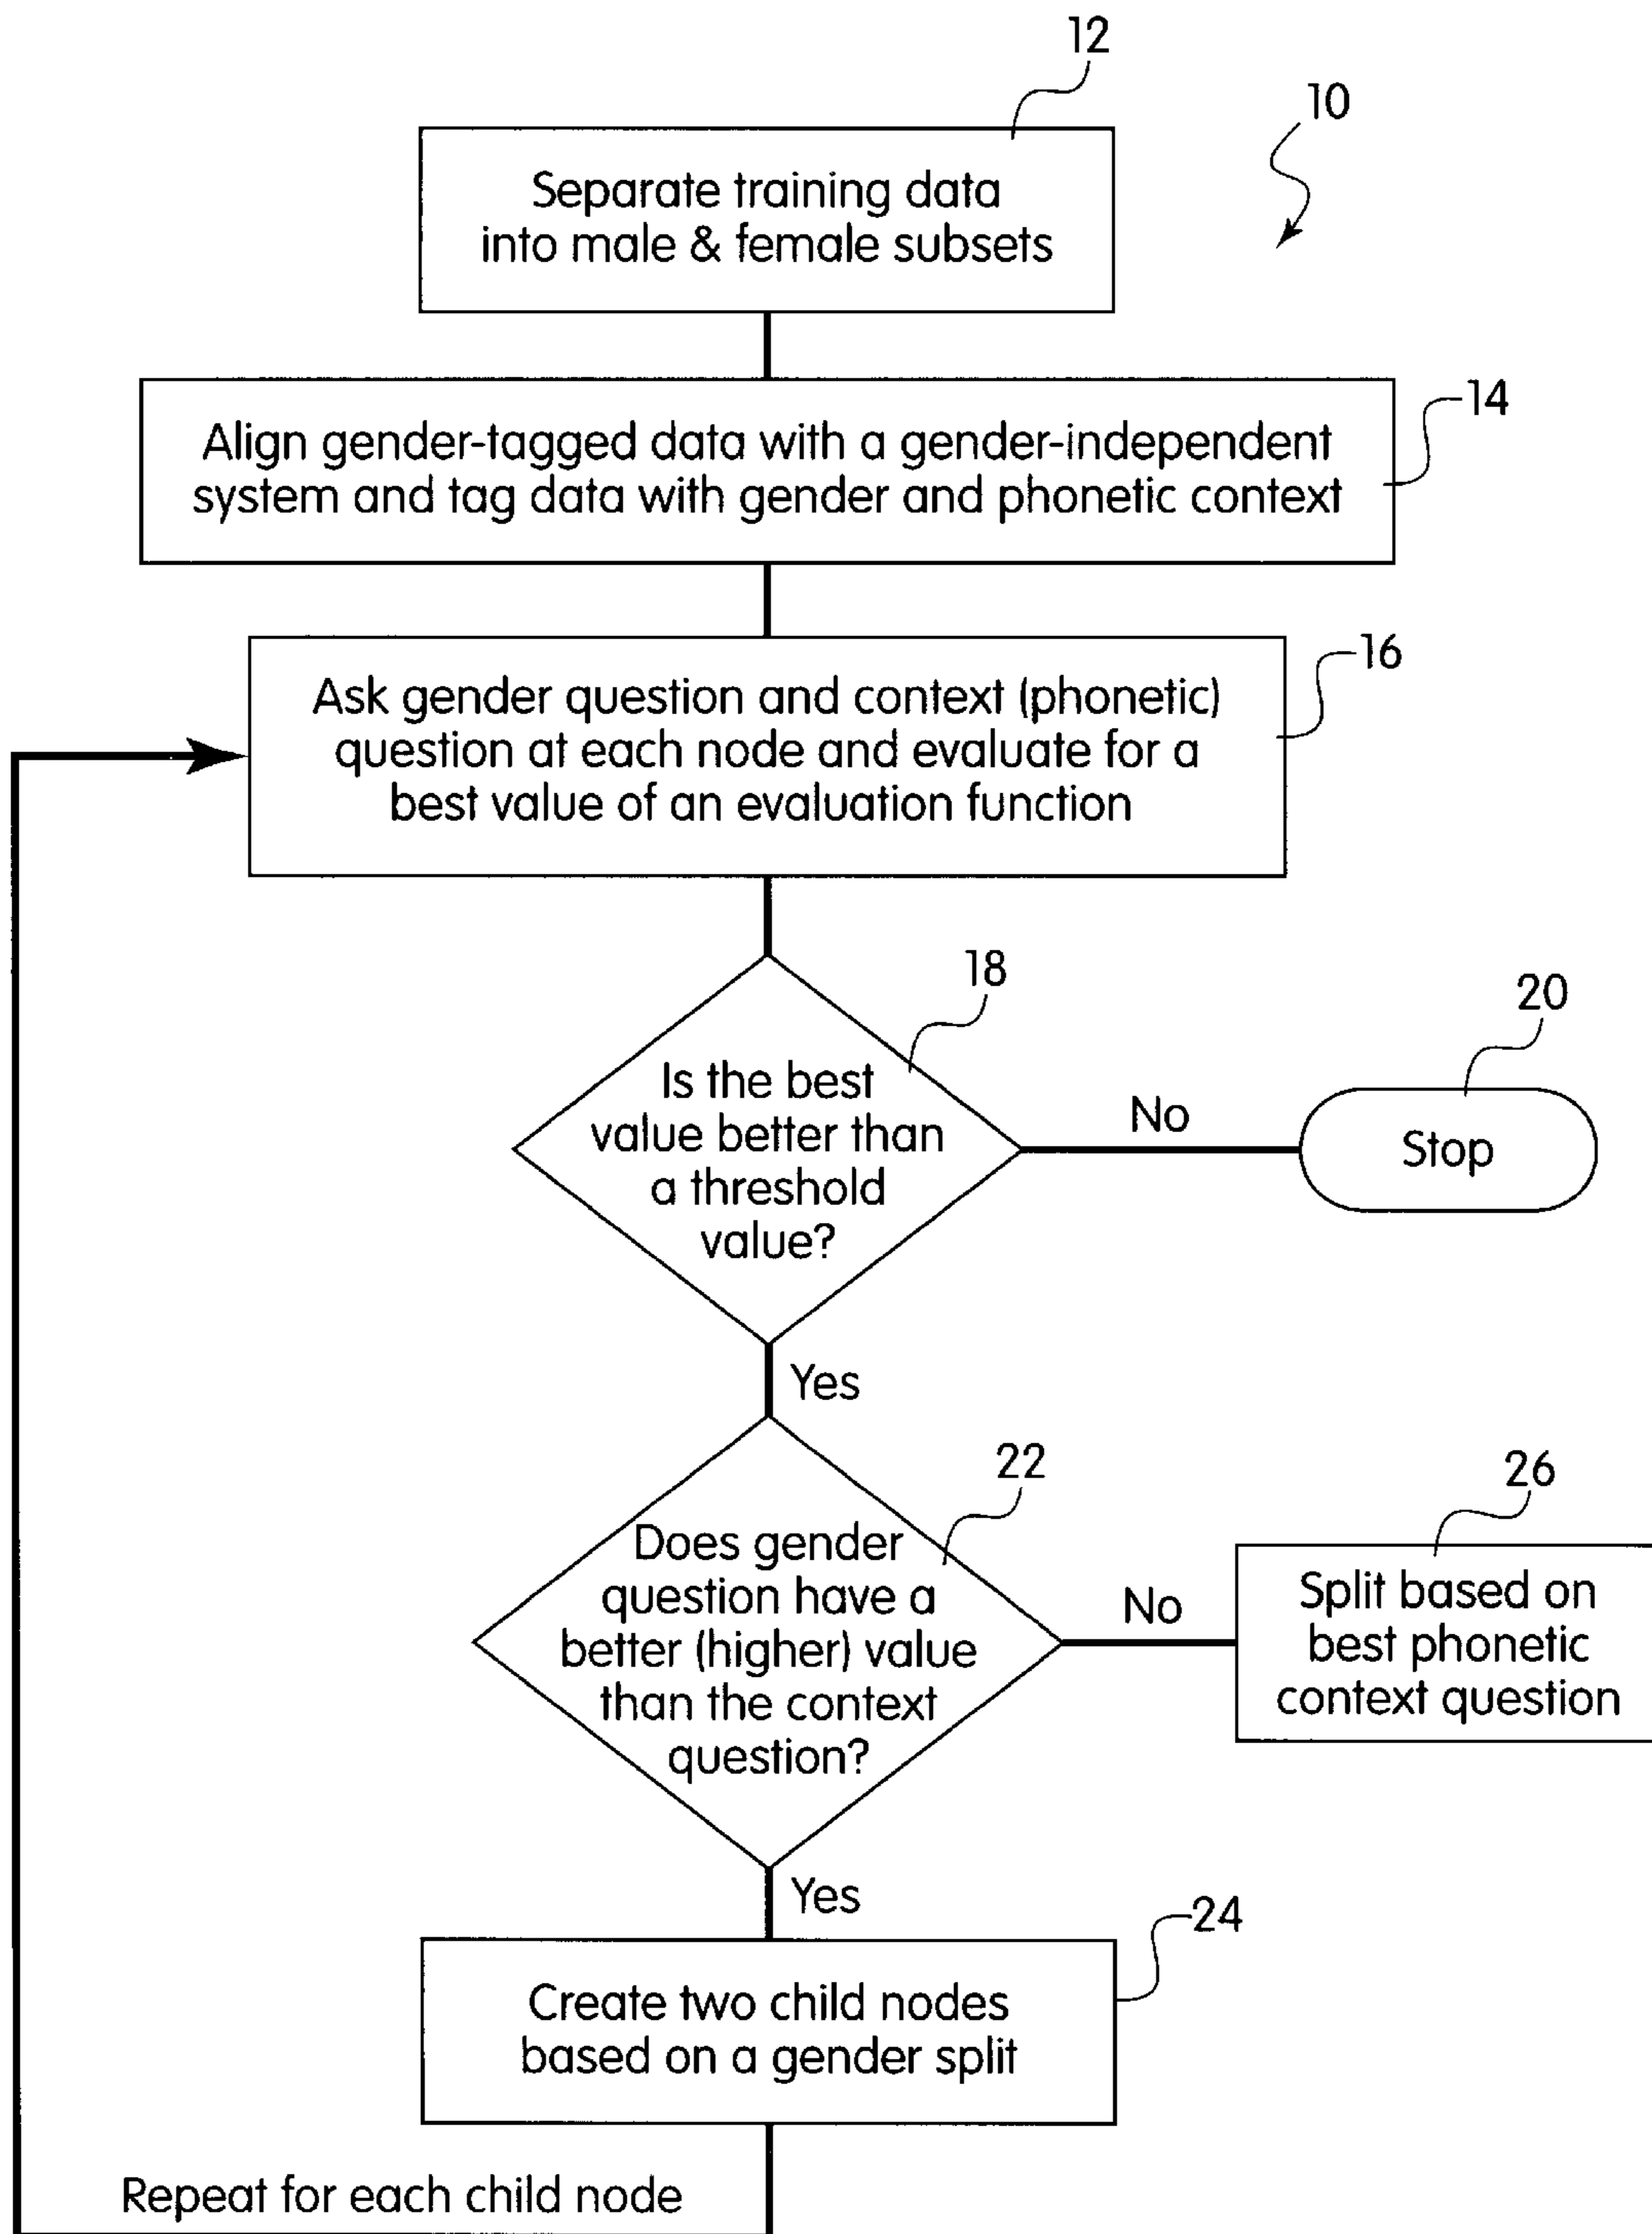 12
10
Separate training data
into male & female subsets
14
Align gender-tagged data with a gender-independent
system and tag data with gender and phonetic context
16
Ask gender question and context (phonetic)
question at each node and evaluate for a
best value of an evaluation function
18
Is the best
value better than
a threshold
value?
No
20
Stop
Yes
22
Does gender
question have a
better (higher) value
than the context
question?
No
26
Split based on
best phonetic
context question
Yes
24
Create two child nodes
based on a gender split
Repeat for each child node